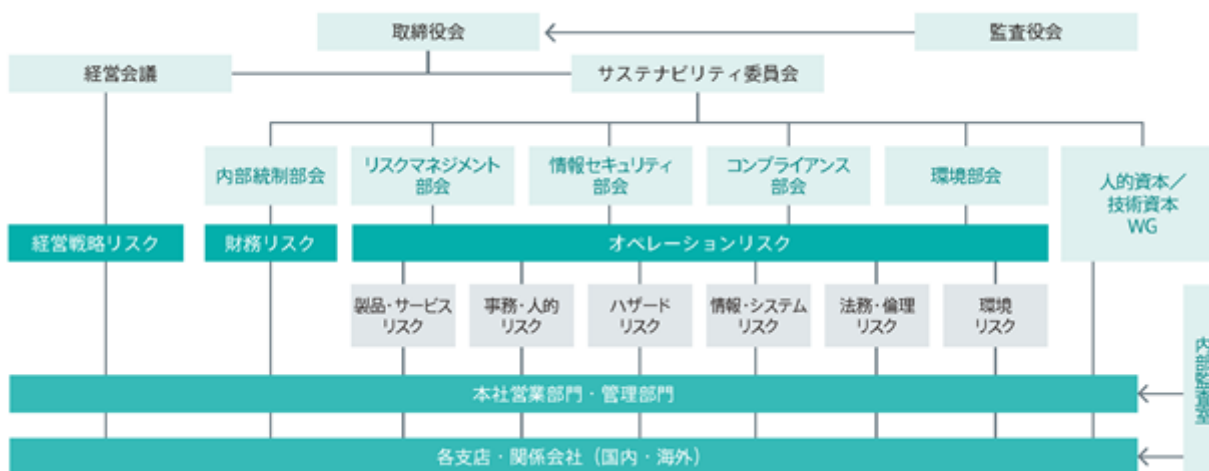 取締役会
監査役会
経営会議
サステナビリティ委員会
内部統制部会
リスクマネジメント
部会
情報セキュリティ
部会
コンプライアンス
部会
環境部会
人的資本／
技術資本
WG
経営戦略リスク
財務リスク
オペレーションリスク
製品・サービス
リスク
事務・人的
リスク
ハザード
リスク
情報・システム
リスク
法務・倫理
リスク
環境
リスク
内部監査室
本社営業部門・管理部門
各支店・関係会社（国内・海外）